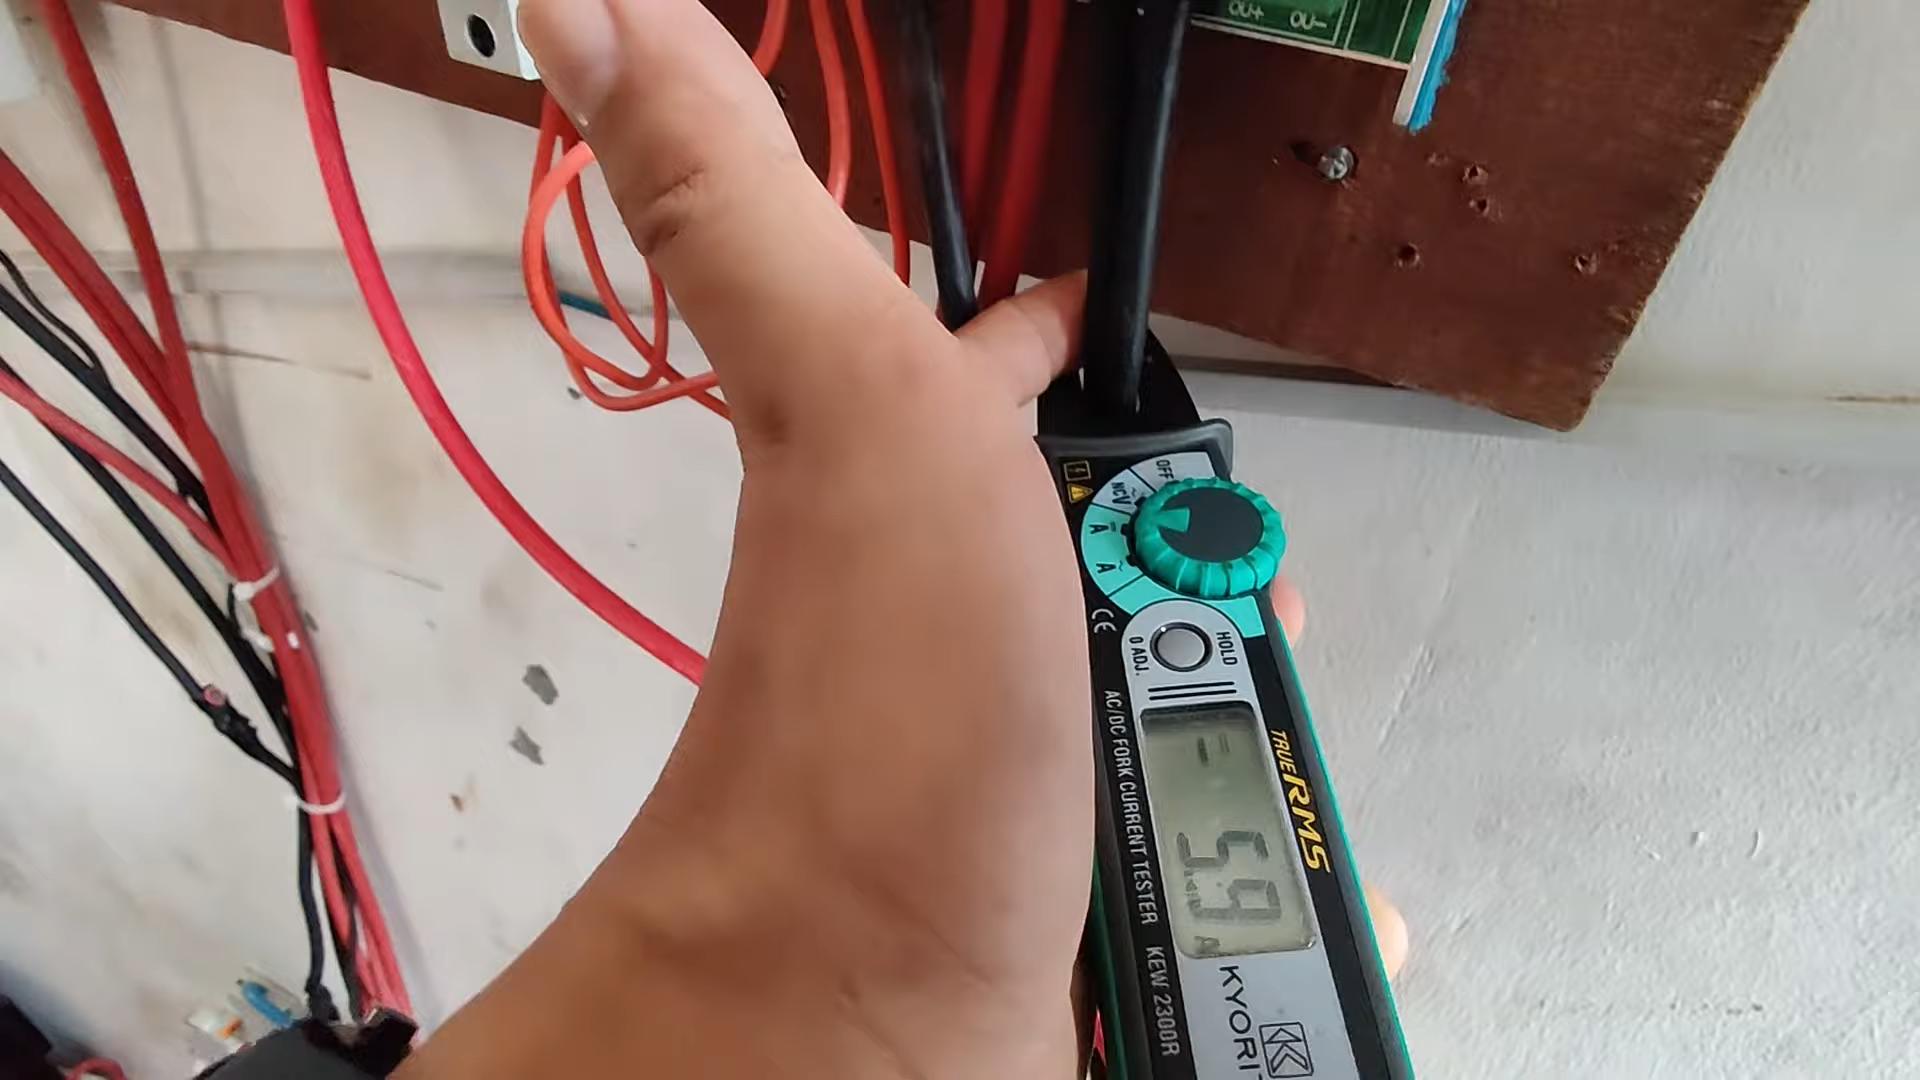 OU+ OU-
OFF
NCV
A
A
CE
HOLD
0 ADJ.
AC/DC FORK CURRENT TESTER KEW 2300R
TRUE RMS
5.9
A
KYORIT